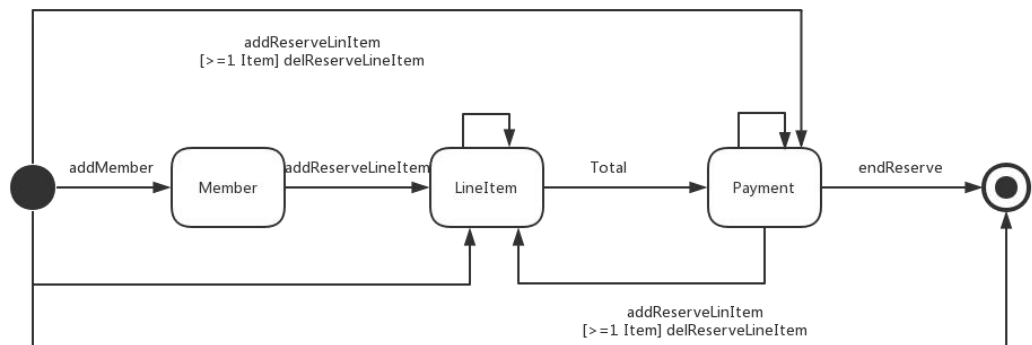 addReserveLinItem
[>=1 Item] delReserveLineItem
addMember
Member
addReserveLineItem
LineItem
Total
Payment
endReserve
addReserveLinItem
[>=1 Item] delReserveLineItem